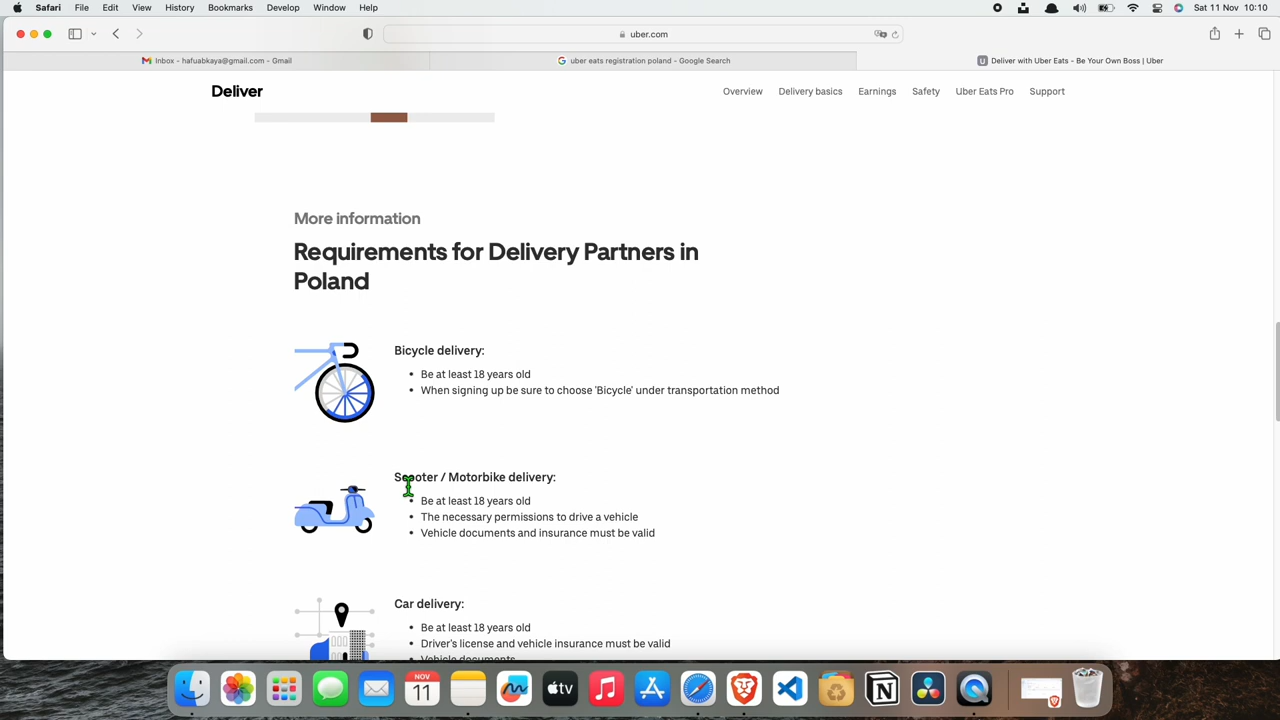 Safari File Edit View History Bookmarks Develop Window Help Sat 11 Nov 10:10
uber.com
Inbox - hafuabkaya@gmail.com - Gmail
uber eats registration poland - Google Search
Deliver with Uber Eats - Be Your Own Boss | Uber
Deliver
Overview Delivery basics Earnings Safety Uber Eats Pro Support
More information
Requirements for Delivery Partners in
Poland
Bicycle delivery:
• Be at least 18 years old
• When signing up be sure to choose 'Bicycle' under transportation method
Scooter / Motorbike delivery:
• Be at least 18 years old
• The necessary permissions to drive a vehicle
• Vehicle documents and insurance must be valid
Car delivery:
• Be at least 18 years old
• Driver's license and vehicle insurance must be valid
• Vehicle documents
NOV
11
tv